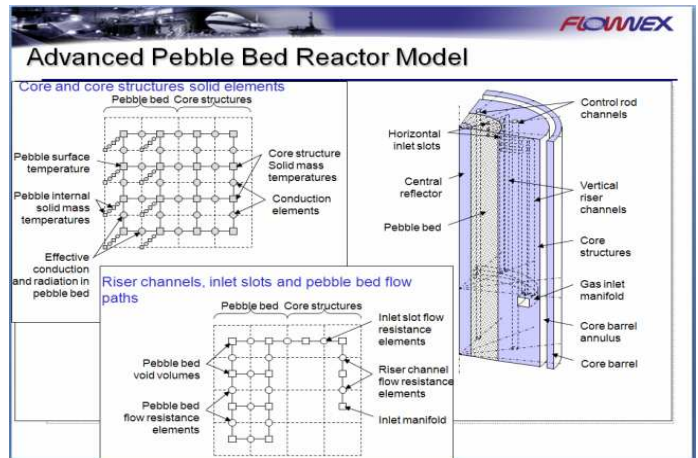 FLOWNEX
Advanced Pebble Bed Reactor Model
Core and core structures solid elements
Pebble bed Core structures
Pebble surface
temperature
Pebble internal
solid mass
temperatures
Effective
conduction
and radiation in
pebble bed
Core structure
Solid mass
temperatures
Conduction
elements
Riser channels, inlet slots and pebble bed flow
paths
Pebble bed Core structures
Pebble bed
void volumes
Pebble bed
flow resistance
elements
Inlet slot flow
resistance
elements
Riser channel
flow resistance
elements
Inlet manifold
Horizontal
inlet slots
Central
reflector
Pebble bed
Control rod
channels
Vertical
riser
channels
Core
structures
Gas inlet
manifold
Core barrel
annulus
Core barrel